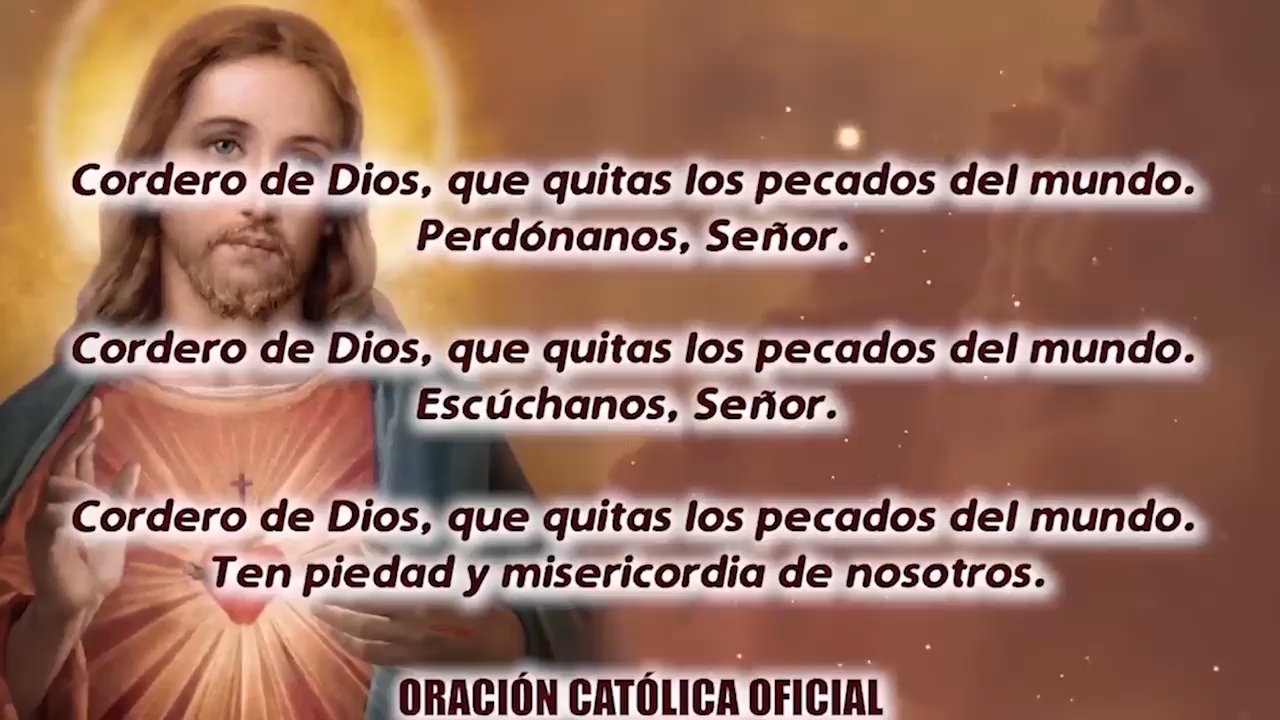 Cordero de Dios, que quitas los pecados del mundo.
Perdónanos, Señor.
Cordero de Dios, que quitas los pecados del mundo.
Escúchanos, Señor.
Cordero de Dios, que quitas los pecados del mundo.
Ten piedad y misericordia de nosotros.
ORACIÓN CATÓLICA OFICIAL